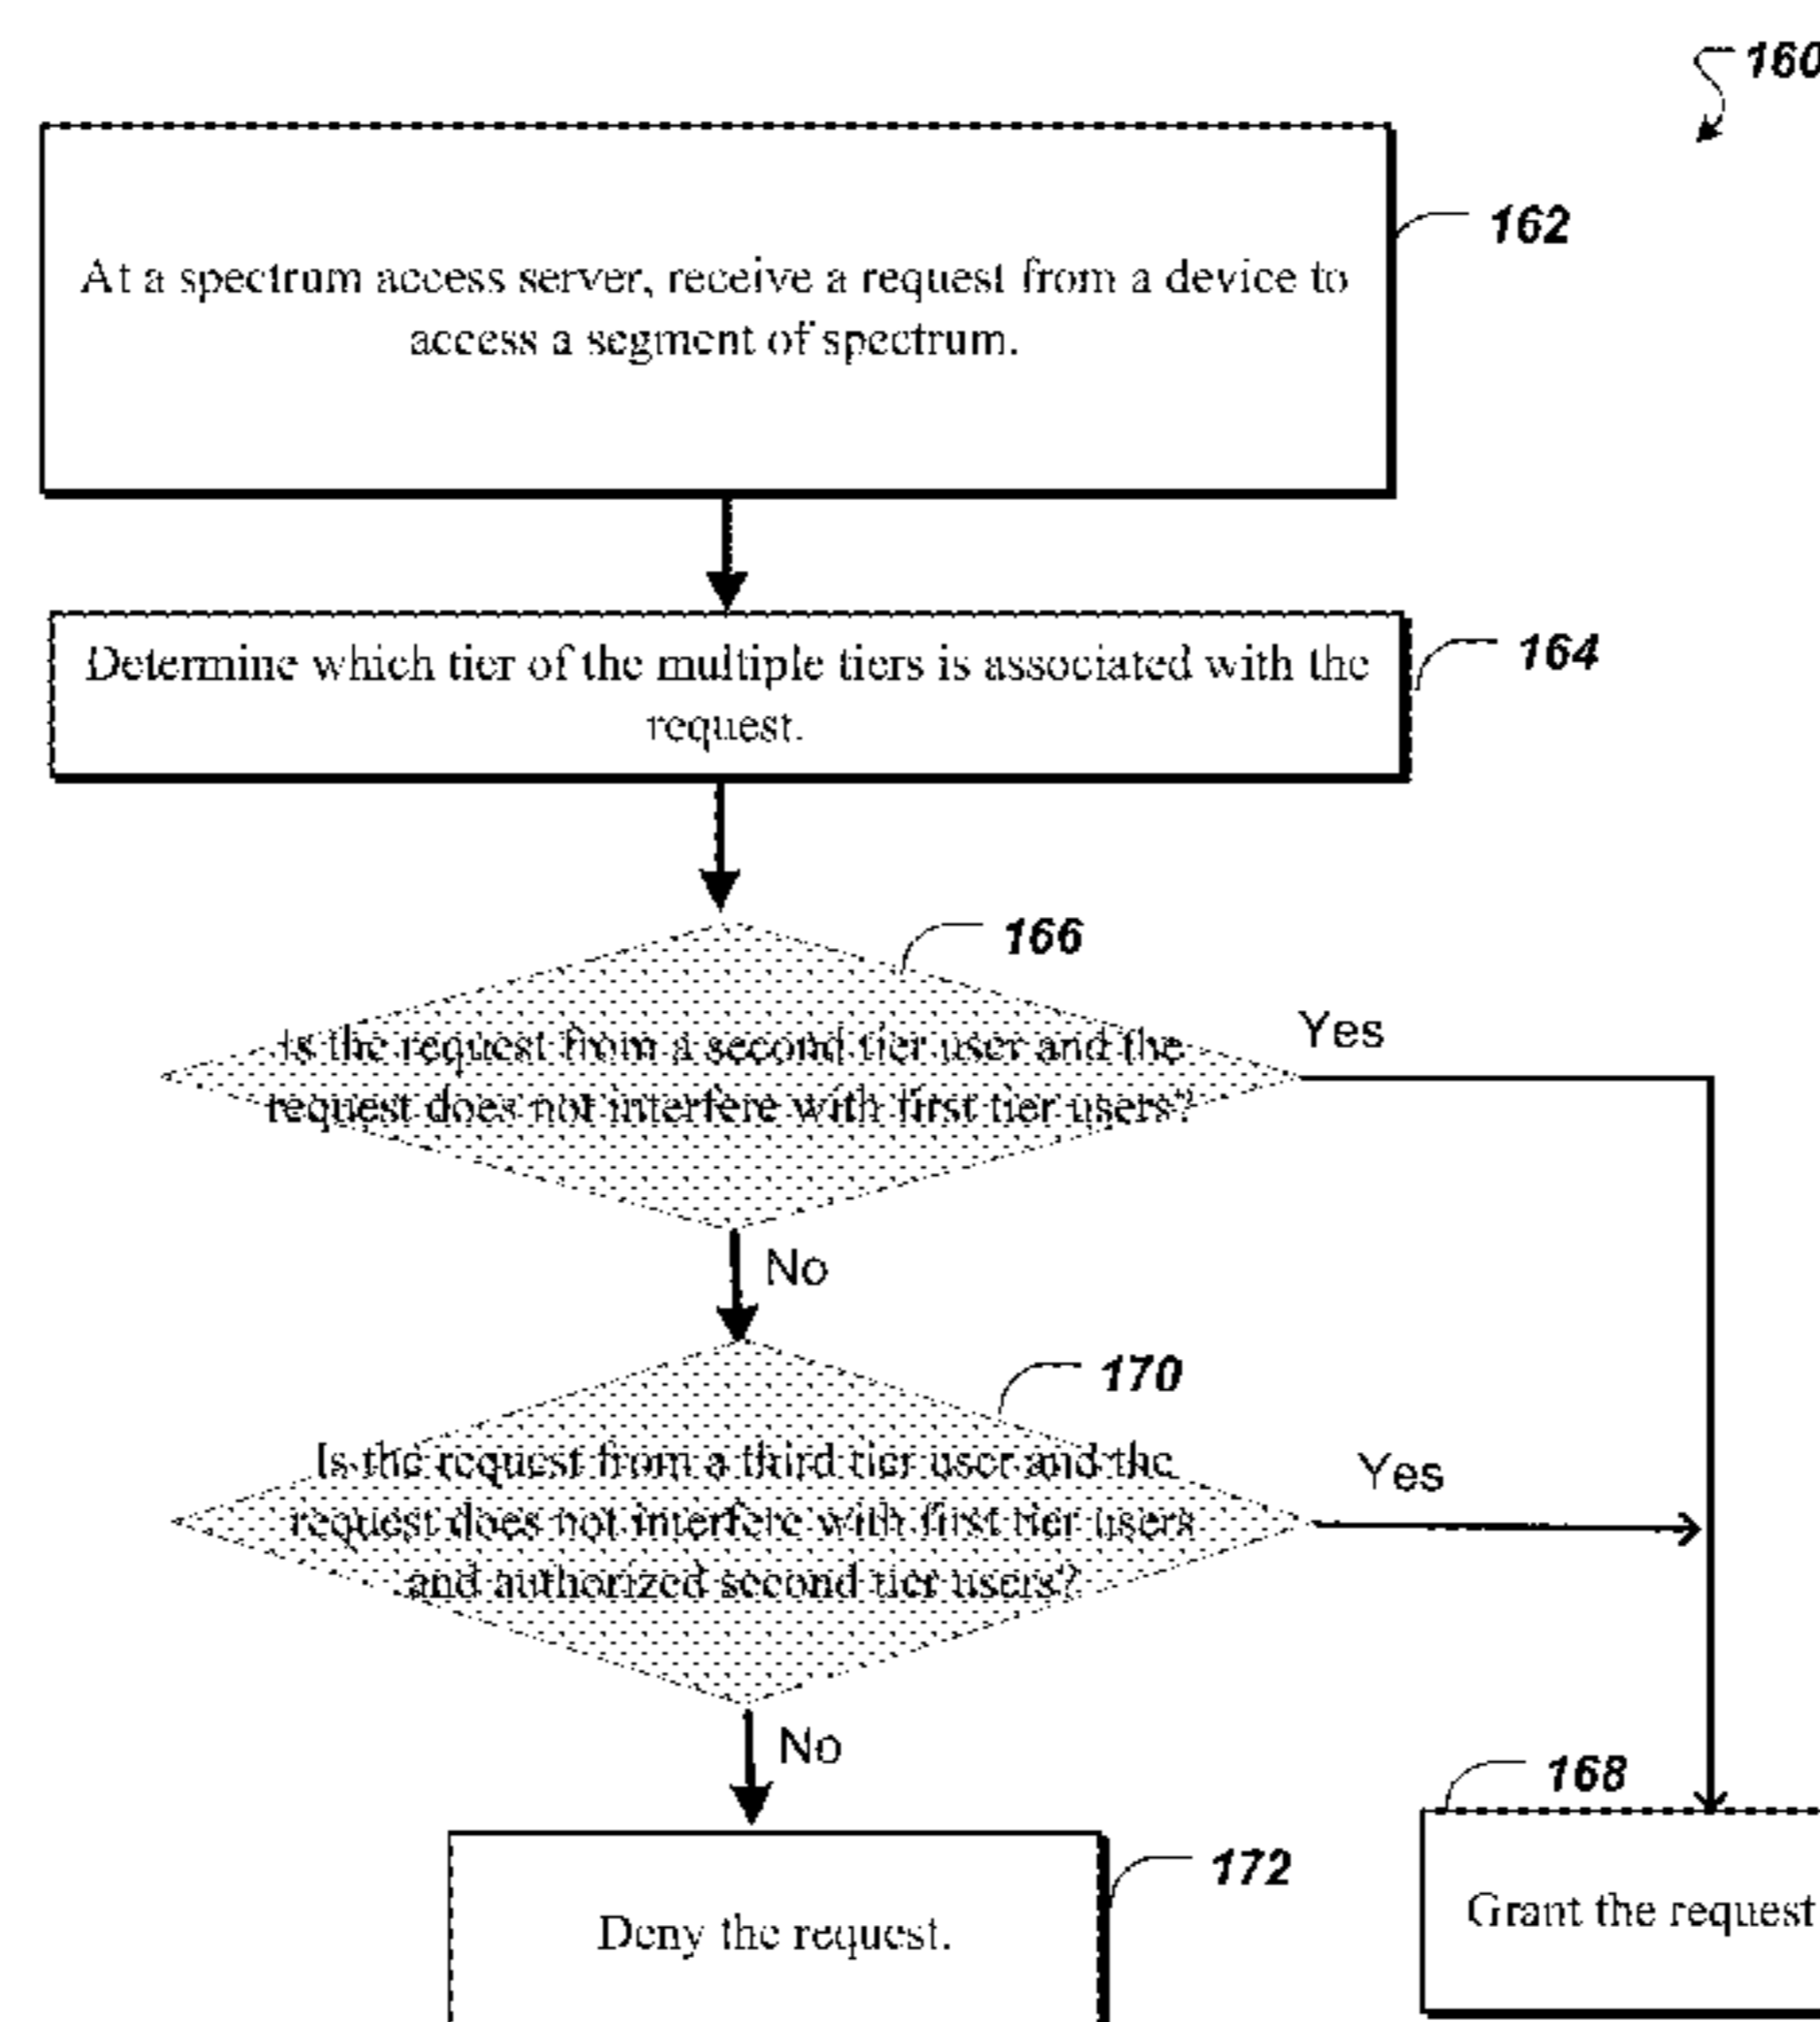 160
162
At a spectrum access server, receive a request from a device to
access a segment of spectrum.
Determine which tier of the multiple tiers is associated with the
request.
164
166
Is the request from a second tier user and the
request does not interfere with first tier users?
Yes
No
170
Is the request from a third tier user and the
request does not interfere with first tier users
and authorized second tier users?
Yes
No
168
172
Deny the request.
Grant the request